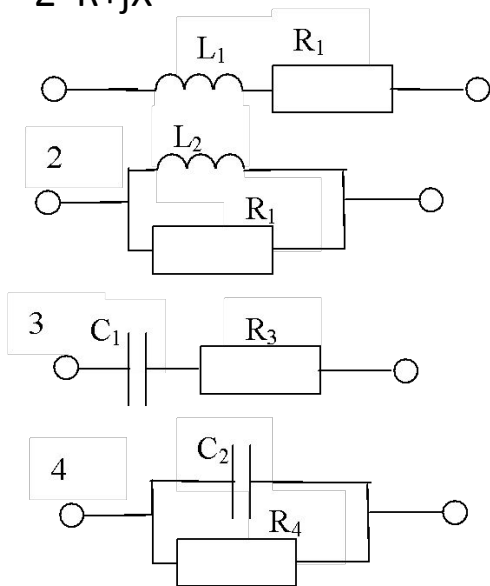 Z=R+jX
L₁ R₁
2
L₂
R₁
3
C₁ R₃
4
C₂
R₄